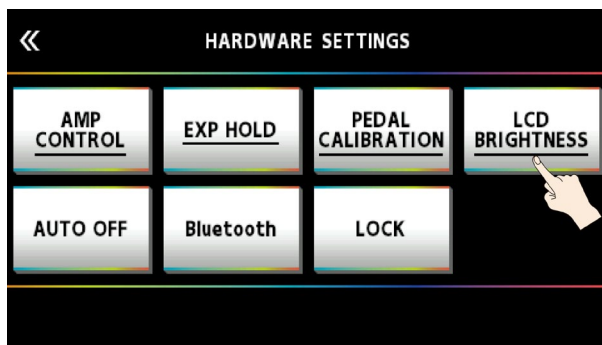 HARDWARE SETTINGS
AMP
CONTROL
EXP HOLD
PEDAL
CALIBRATION
LCD
BRIGHTNESS
AUTO OFF
Bluetooth
LOCK